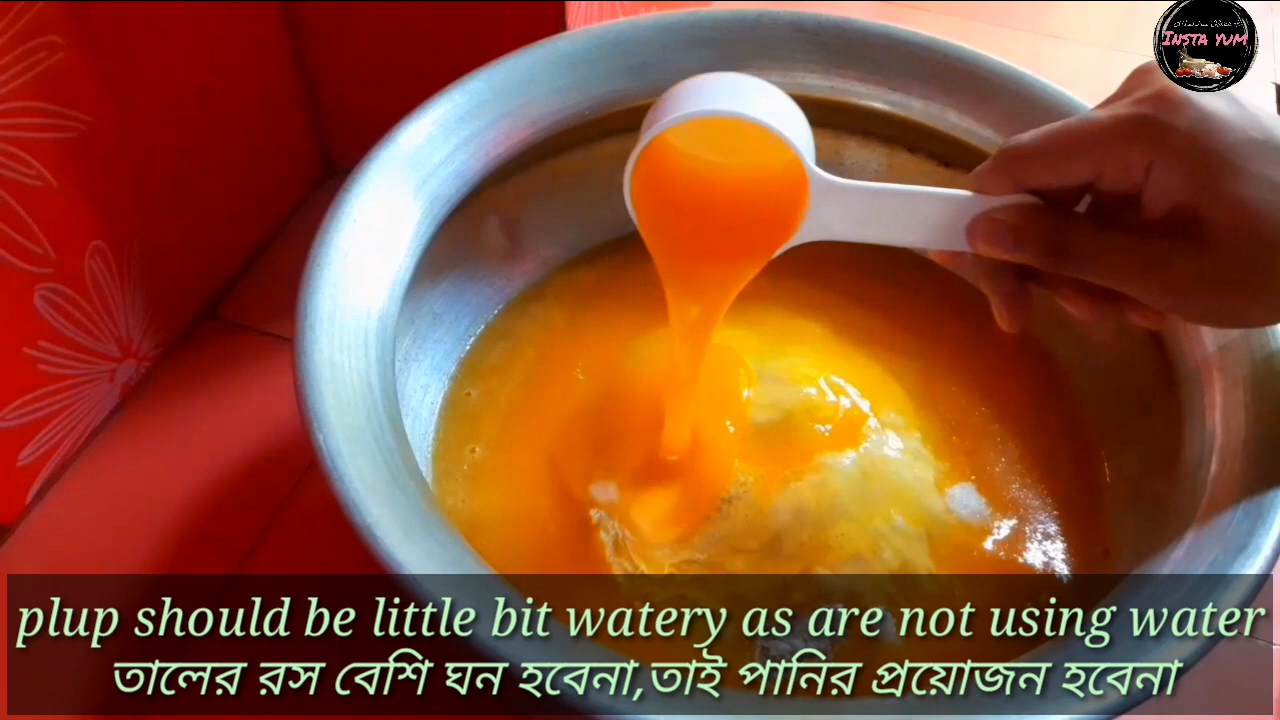 INSTA YUM
plup should be little bit watery as are not using water
তালের রস বেশি ঘন হবেনা,তাই পানির প্রয়োজন হবেনা